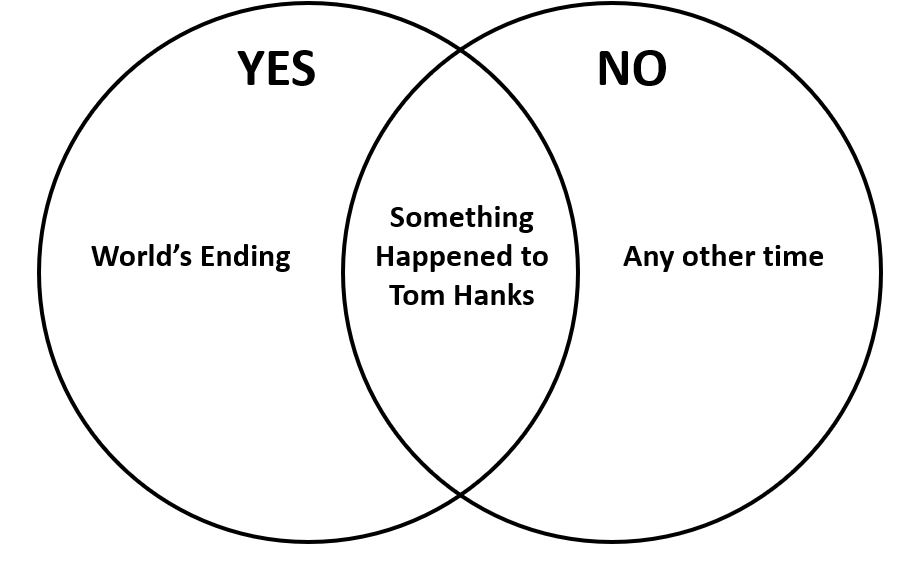 YES
NO
World’s Ending
Something
Happened to
Tom Hanks
Any other time